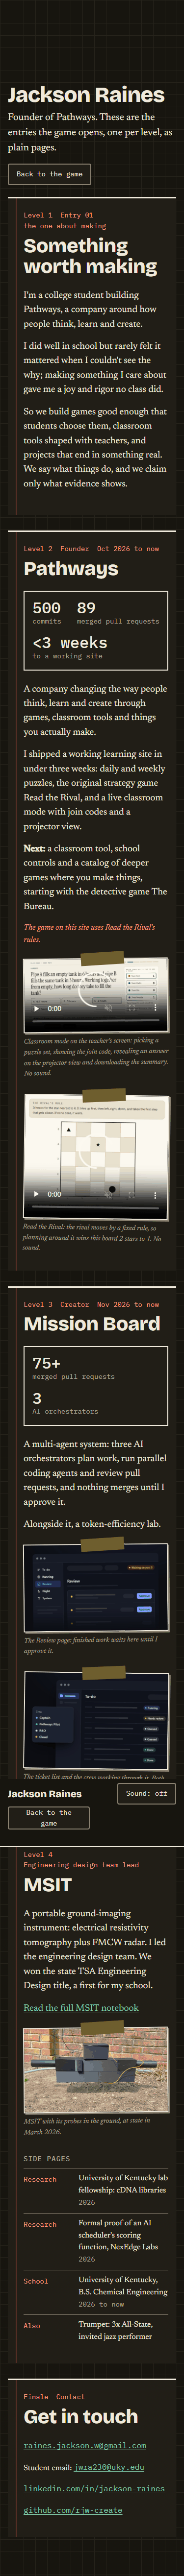 Jackson Raines
Founder of Pathways. These are the
entries the game opens, one per level, as
plain pages.
Back to the game
Level 1 Entry 01
the one about making
Something
worth making
I'm a college student building
Pathways, a company around how
people think, learn and create.
I did well in school but rarely felt it
mattered when I couldn't see the
why; making something I care about
gave me a joy and rigor no class did.
So we build games good enough that
students choose them, classroom
tools shaped with teachers, and
projects that end in something real.
We say what things do, and we claim
only what evidence shows.
Level 2 Founder Oct 2026 to now
Pathways
500 89
commits merged pull requests
<3 weeks
to a working site
A company changing the way people
think, learn and create through
games, classroom tools and things
you actually make.
I shipped a working learning site in
under three weeks: daily and weekly
puzzles, the original strategy game
Read the Rival, and a live classroom
mode with join codes and a
projector view.
Next: a classroom tool, school
controls and a catalog of deeper
games where you make things,
starting with the detective game The
Bureau.
The game on this site uses Read the Rival's
rules.
0:00
Classroom mode on the teacher's screen: picking a
puzzle set, showing the join code, revealing an answer
on the projector view and downloading the summary.
No sound.
0:00
Read the Rival: the rival moves by a fixed rule, so
planning around it wins this board 2 stars to 1. No
sound.
Level 3 Creator Nov 2026 to now
Mission Board
75+
merged pull requests
3
AI orchestrators
A multi-agent system: three AI
orchestrators plan work, run parallel
coding agents and review pull
requests, and nothing merges until I
approve it.
Alongside it, a token-efficiency lab.
Review
The Review page: finished work waits here until I
approve it.
To-do
The ticket list and the crew working through it. Both
Jackson Raines
Sound: off
Back to the
game
Level 4
Engineering design team lead
MSIT
A portable ground-imaging
instrument: electrical resistivity
tomography plus FMCW radar. I led
the engineering design team. We
won the state TSA Engineering
Design title, a first for my school.
Read the full MSIT notebook
MSIT with its probes in the ground, at state in
March 2026.
SIDE PAGES
Research University of Kentucky lab
fellowship: cDNA libraries
2026
Research Formal proof of an AI
scheduler's scoring
function, NexEdge Labs
2026
School University of Kentucky,
B.S. Chemical Engineering
2026 to now
Also Trumpet: 3x All-State,
invited jazz performer
Finale Contact
Get in touch
raines.jackson.w@gmail.com
Student email: jwra230@uky.edu
linkedin.com/in/jackson-raines
github.com/rjw-create